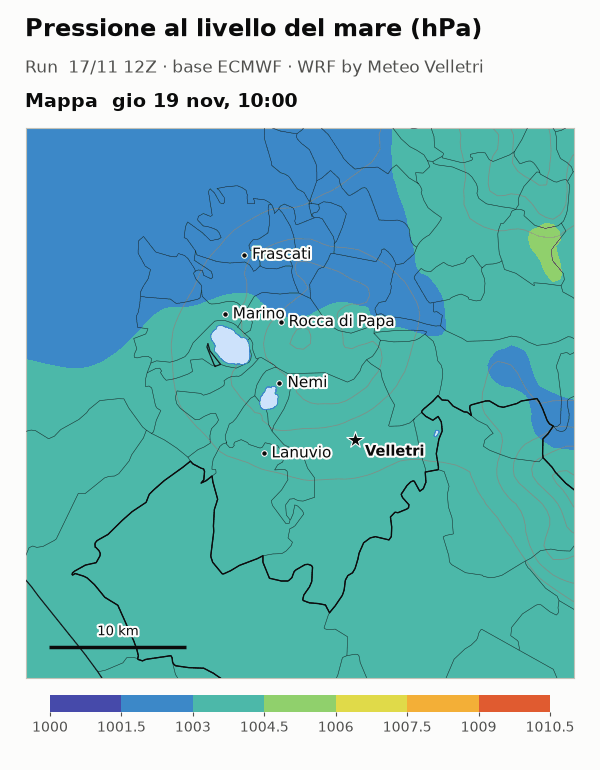 Pressione al livello del mare (hPa)
Run  17/11 12Z · base ECMWF · WRF by Meteo Velletri
Mappa  gio 19 nov, 10:00
Frascati
Marino
Rocca di Papa
Nemi
Velletri
Lanuvio
10 km
1000 1001.5 1003 1004.5 1006 1007.5 1009 1010.5